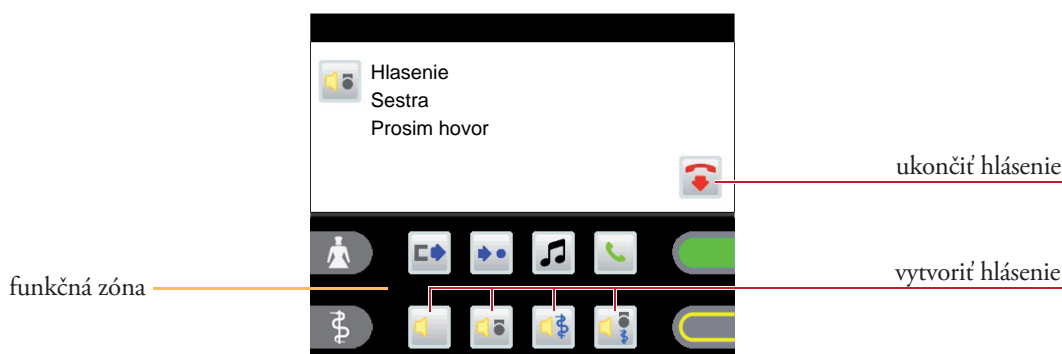 Hlasenie
Sestra
Prosim hovor
ukončiť hlásenie
vytvoriť hlásenie
funkčná zóna